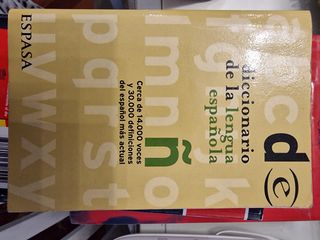 ESPASA
diccionario
de la lengua
española
de
ñ
Cerca de 14.000 voces
y 30.000 definiciones
del español más actual